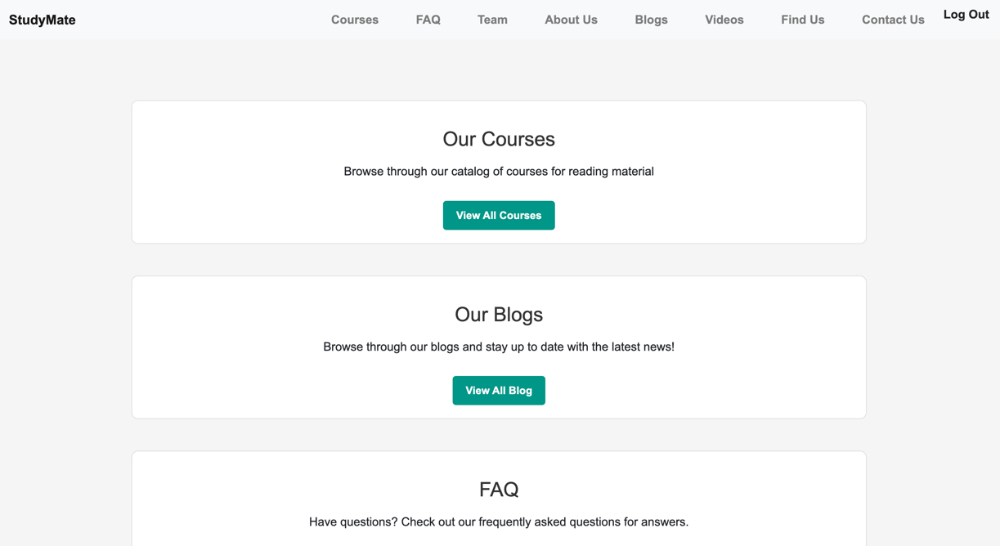 StudyMate Courses FAQ Team About Us Blogs Videos Find Us Contact Us Log Out
Our Courses
Browse through our catalog of courses for reading material
View All Courses
Our Blogs
Browse through our blogs and stay up to date with the latest news!
View All Blog
FAQ
Have questions? Check out our frequently asked questions for answers.